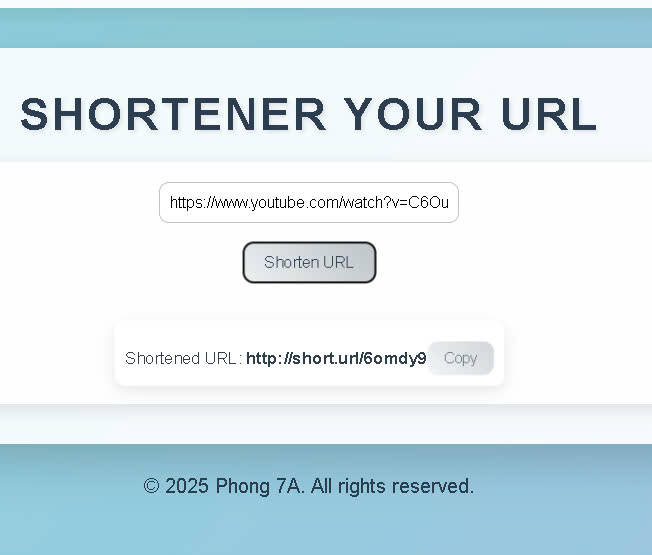 SHORTENER YOUR URL
https://www.youtube.com/watch?v=C6Ou
Shorten URL
Shortened URL: http://short.url/6omdy9 Copy
© 2025 Phong 7A. All rights reserved.